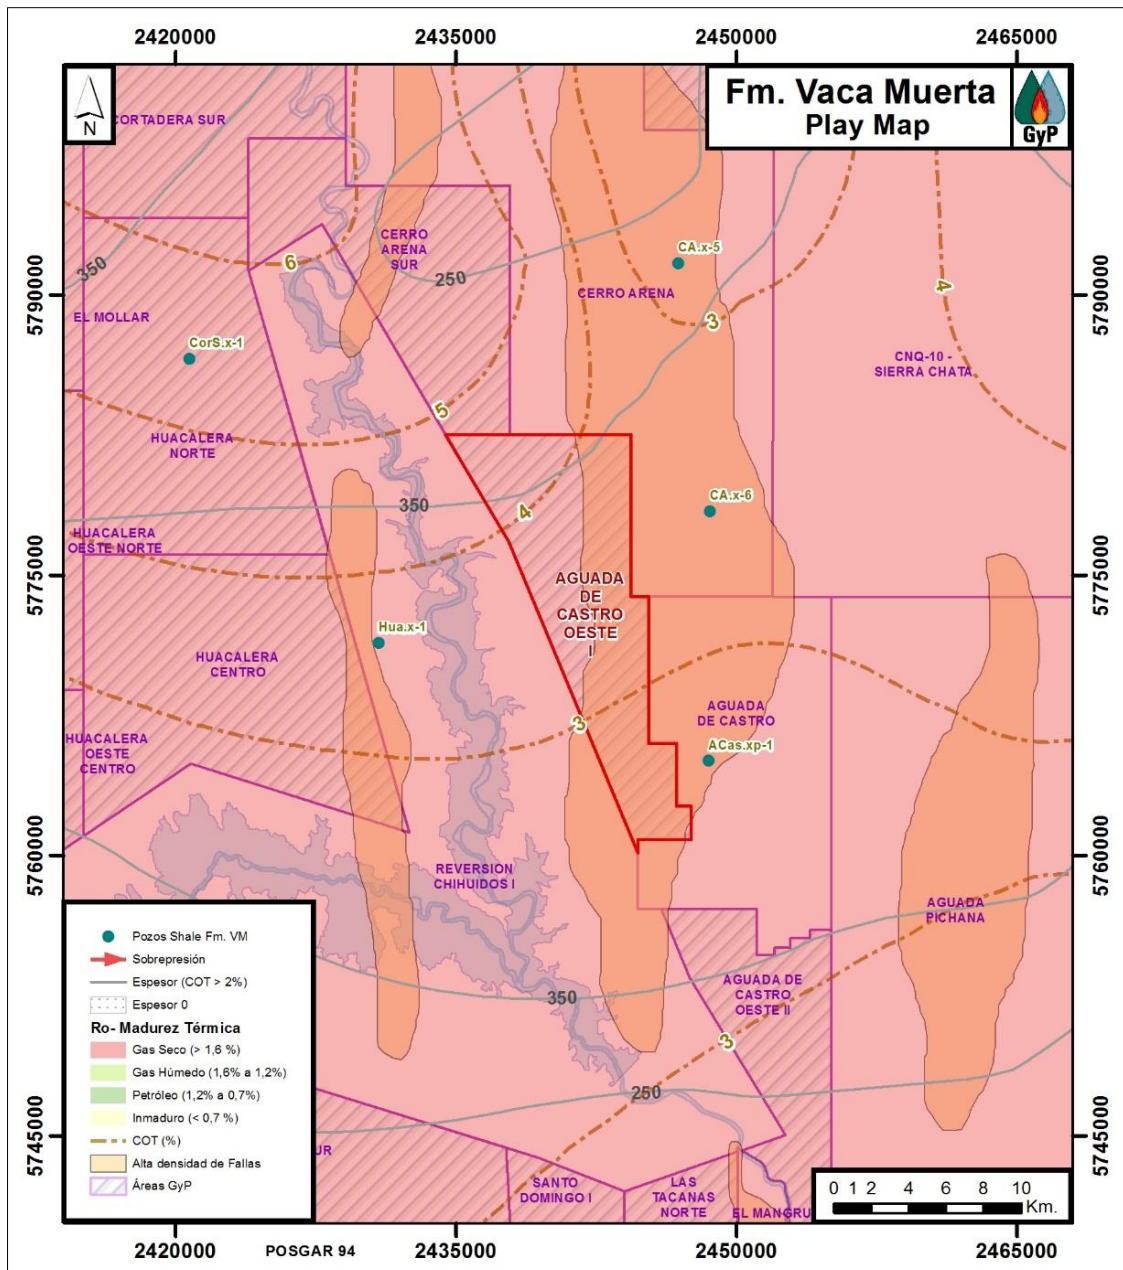 2420000
2435000
2450000
2465000
Fm. Vaca Muerta
Play Map
GyP
N
CORTADERA SUR
CERRO
ARENA
SUR
CA.x-5
CERRO ARENA
350
6
250
4
3
5790000
5790000
EL MOLLAR
CorS.x-1
CNQ-10 -
SIERRA CHATA
5
HUACALERA
NORTE
350
4
CA.x-6
HUACALERA
OESTE NORTE
5775000
5775000
AGUADA
DE
CASTRO
OESTE
I
Hua.x-1
HUACALERA
CENTRO
3
AGUADA
DE CASTRO
HUACALERA
OESTE
CENTRO
ACas.xp-1
5760000
5760000
REVERSION
CHIHUIDOS I
AGUADA
PICHANA
AGUADA DE
CASTRO
OESTE II
350
3
250
Pozos Shale Fm. VM
Sobrepresión
Espesor (COT > 2%)
Espesor 0
Ro- Madurez Térmica
Gas Seco (> 1,6 %)
Gas Húmedo (1,6% a 1,2%)
Petróleo (1,2% a 0,7%)
Inmaduro (< 0,7 %)
COT (%)
Alta densidad de Fallas
Áreas GyP
5745000
5745000
UR
SANTO
DOMINGO I
LAS
TACANAS
NORTE
EL MANGRU
0 1 2 4 6 8 10
Km.
2420000
POSGAR 94
2435000
2450000
2465000